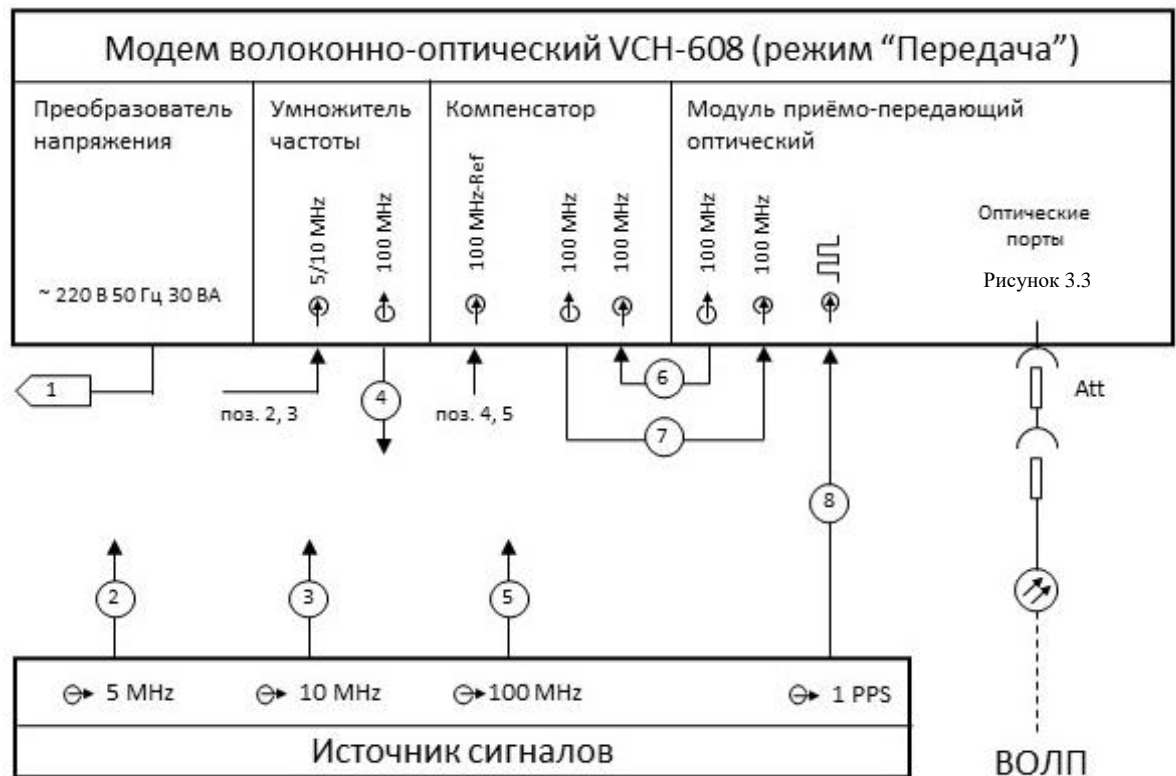 Модем волоконно-оптический VCH-608 (режим “Передача”)
Преобразователь
напряжения
~ 220 В 50 Гц 30 ВА
Умножитель
частоты
5/10 MHz
100 MHz
Компенсатор
100 MHz-Ref
100 MHz
100 MHz
Модуль приёмо-передающий
оптический
100 MHz
100 MHz
Оптические
порты
Рисунок 3.3
1
поз. 2, 3
4
поз. 4, 5
6
7
Att
8
2
3
5
5 MHz
10 MHz
100 MHz
1 PPS
Источник сигналов
ВОЛП